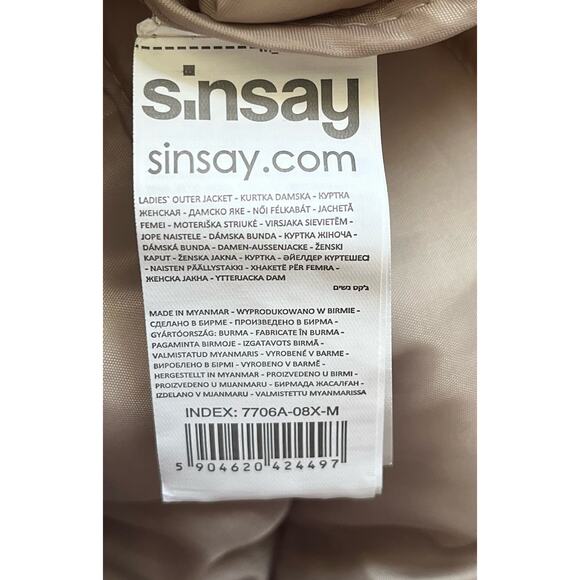 sinsay
sinsay.com
LADIES` OUTER JACKET - KURTKA DAMSKA - КУРТКА
ЖЕНСКАЯ - ДАМСКО ЯКЕ - NŐI FÉLKABÁT - JACHETĂ
FEMEI - MOTERIŠKA STRIUKĖ - VIRSJAKA SIEVIETĒM -
JOPE NAISTELE - DÁMSKA BUNDA - КУРТКА ЖІНОЧА -
DÁMSKÁ BUNDA - DAMEN-AUSSENJACKE - ŽENSKI
KAPUT - ŽENSKA JAKNA - КУРТКА - ӘЙЕЛДЕР КУРТЕШЕСІ
- NAISTEN PÄÄLLYSTAKKI - XHAKETË PËR FEMRA -
ЖЕНСКА ЈАКНА - YTTERJACKA DAM
ג'קט נשים
MADE IN MYANMAR - WYPRODUKOWANO W BIRMIE -
СДЕЛАНО В БИРМЕ - ПРОИЗВЕДЕНО В БИРМА -
GYÁRTÓORSZÁG: BURMA - FABRICATE ÎN BURMA -
PAGAMINTA BIRMOJE - IZGATAVOTS BIRMĀ -
VALMISTATUD MYANMARIS - VYROBENÉ V BARME -
ВИРОБЛЕНО В БІРМІ - VYROBENO V BARMĚ -
HERGESTELLT IN MYANMAR - PROIZVEDENO U BIRMI -
PROIZVEDENO U MIJANMARU - БИРМАДА ЖАСАЛҒАН -
IZDELANO V MJANMARU - VALMISTETTU MYANMARISSA
INDEX: 7706A-08X-M
5 904620 424497